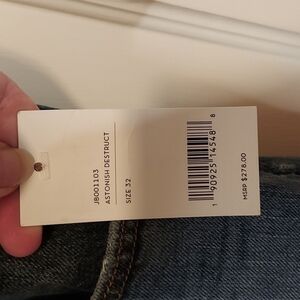 JB001103
ASTONISH DESTRUCT
SIZE 32
1 90925 14548 8
MSRP $278.00